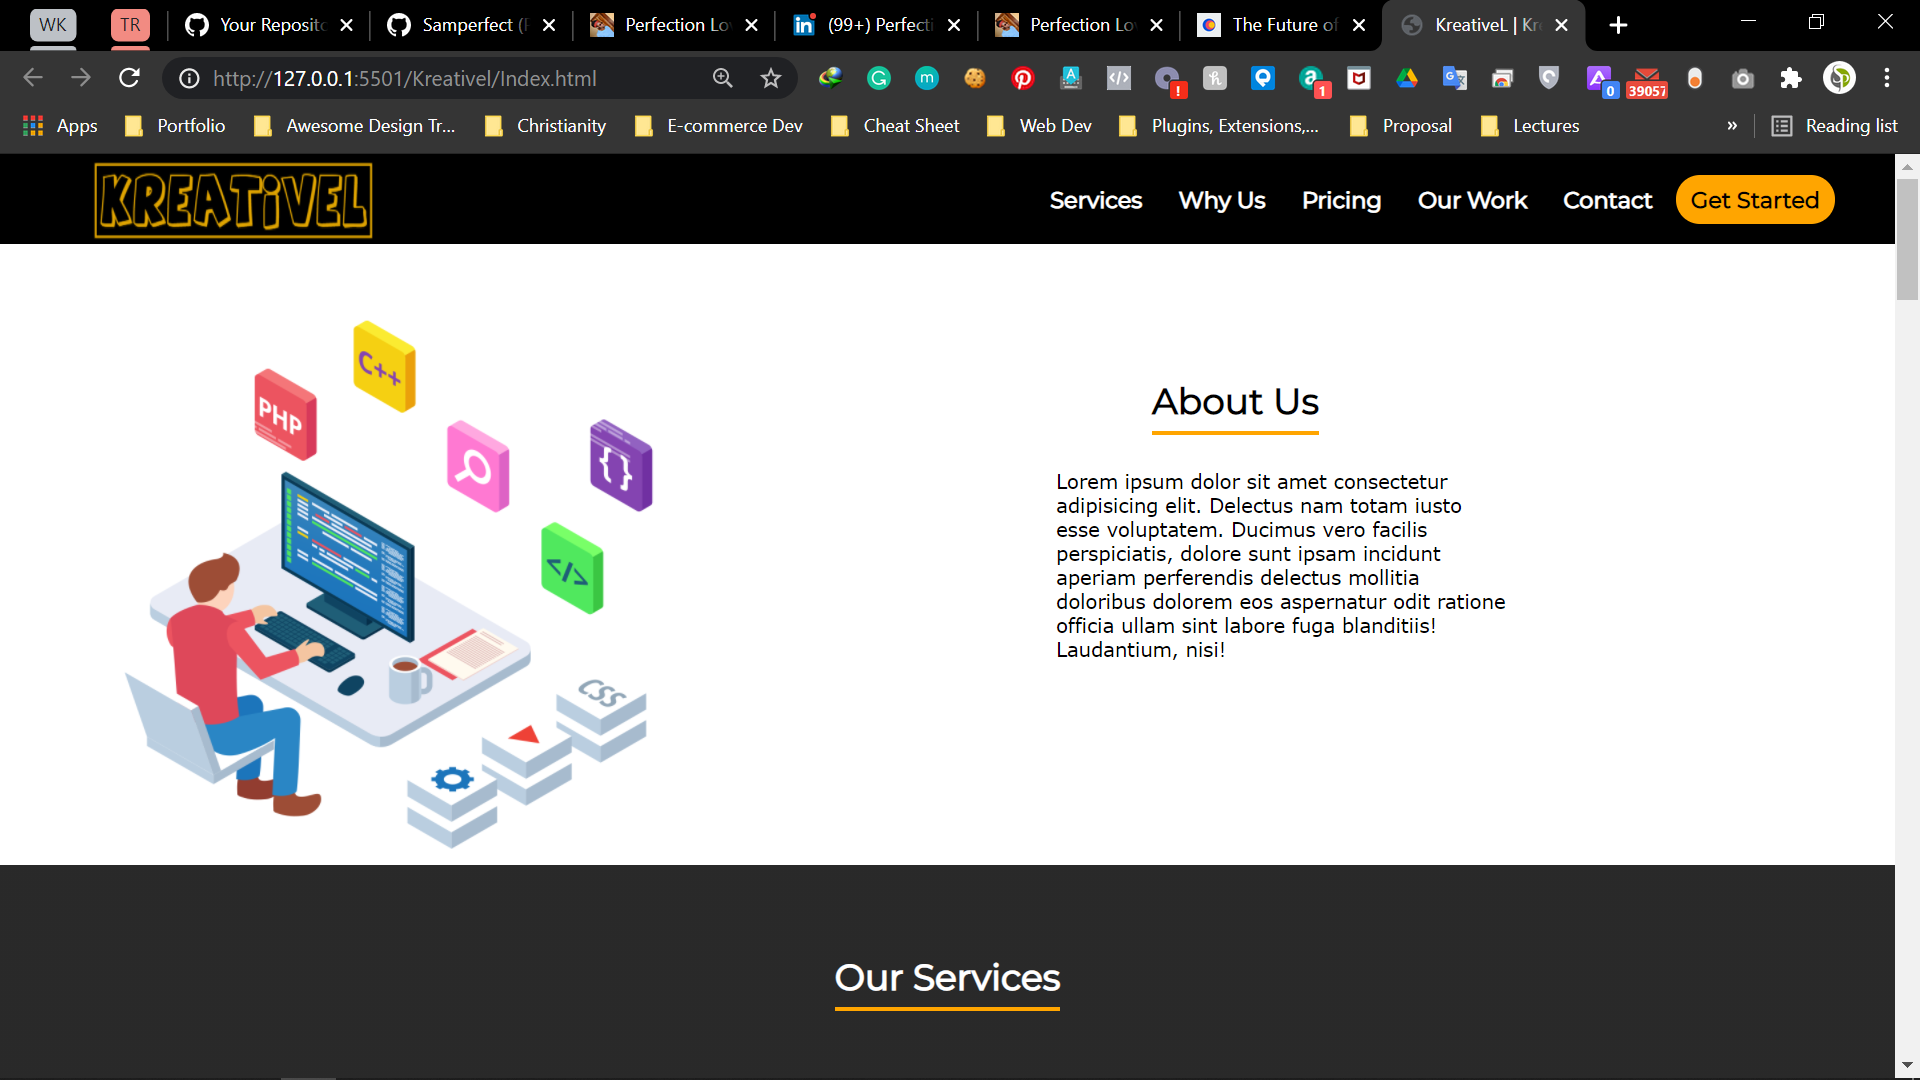 WK TR Your Reposito Samperfect (P Perfection Lov (99+) Perfecti Perfection Lov The Future of KreativeL | Kr
http://127.0.0.1:5501/Kreativel/Index.html
! 1 0 39057
Apps Portfolio Awesome Design Tr... Christianity E-commerce Dev Cheat Sheet Web Dev Plugins, Extensions,... Proposal Lectures » Reading list
KREATiVEL Services Why Us Pricing Our Work Contact Get Started
C++
PHP
{}
</>
CSS
About Us
Lorem ipsum dolor sit amet consectetur
adipisicing elit. Delectus nam totam iusto
esse voluptatem. Ducimus vero facilis
perspiciatis, dolore sunt ipsam incidunt
aperiam perferendis delectus mollitia
doloribus dolorem eos aspernatur odit ratione
officia ullam sint labore fuga blanditiis!
Laudantium, nisi!
Our Services